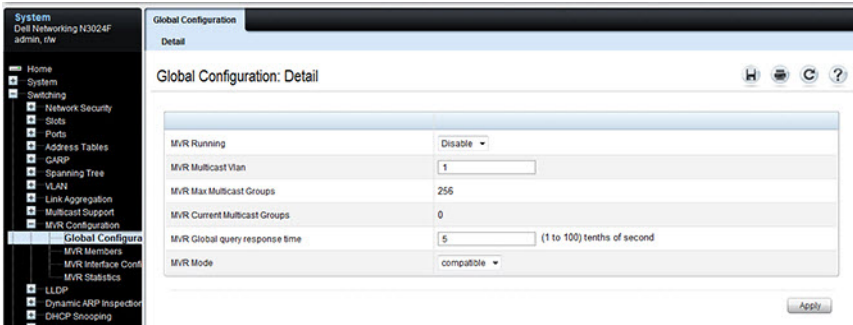 System
Dell Networking N3024F
admin, r/w
Home
System
Switching
Network Security
Slots
Ports
Address Tables
GARP
Spanning Tree
VLAN
Link Aggregation
Multicast Support
MVR Configuration
Global Configura
MVR Members
MVR Interface Confi
MVR Statistics
LLDP
Dynamic ARP Inspection
DHCP Snooping
Global Configuration
Detail
Global Configuration: Detail
MVR Running Disable
MVR Multicast Vlan 1
MVR Max Multicast Groups 256
MVR Current Multicast Groups 0
MVR Global query response time 5 (1 to 100) tenths of second
MVR Mode compatible
Apply